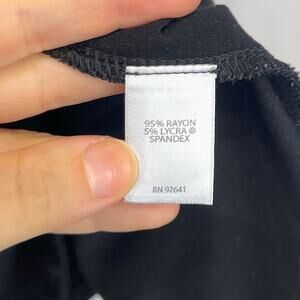 95% RAYON
5% LYCRA ®
SPANDEX
RN 97641